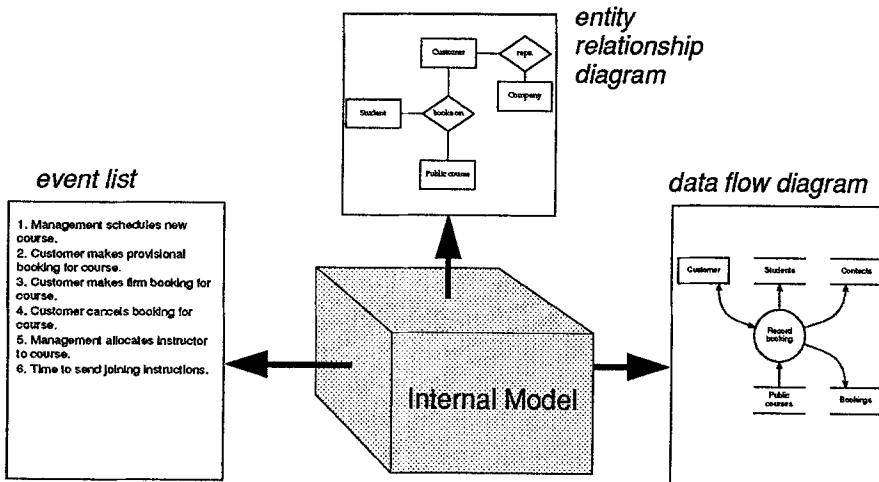 entity
relationship
diagram
Customer
reps.
Company
Student
books on
Public course
event list
1. Management schedules new
course.
2. Customer makes provisional
booking for course.
3. Customer makes firm booking for
course.
4. Customer cancels booking for
course.
5. Management allocates instructor
to course.
6. Time to send joining instructions.
data flow diagram
Customer
Students
Contacts
Record
booking
Public
courses
Bookings
Internal Model